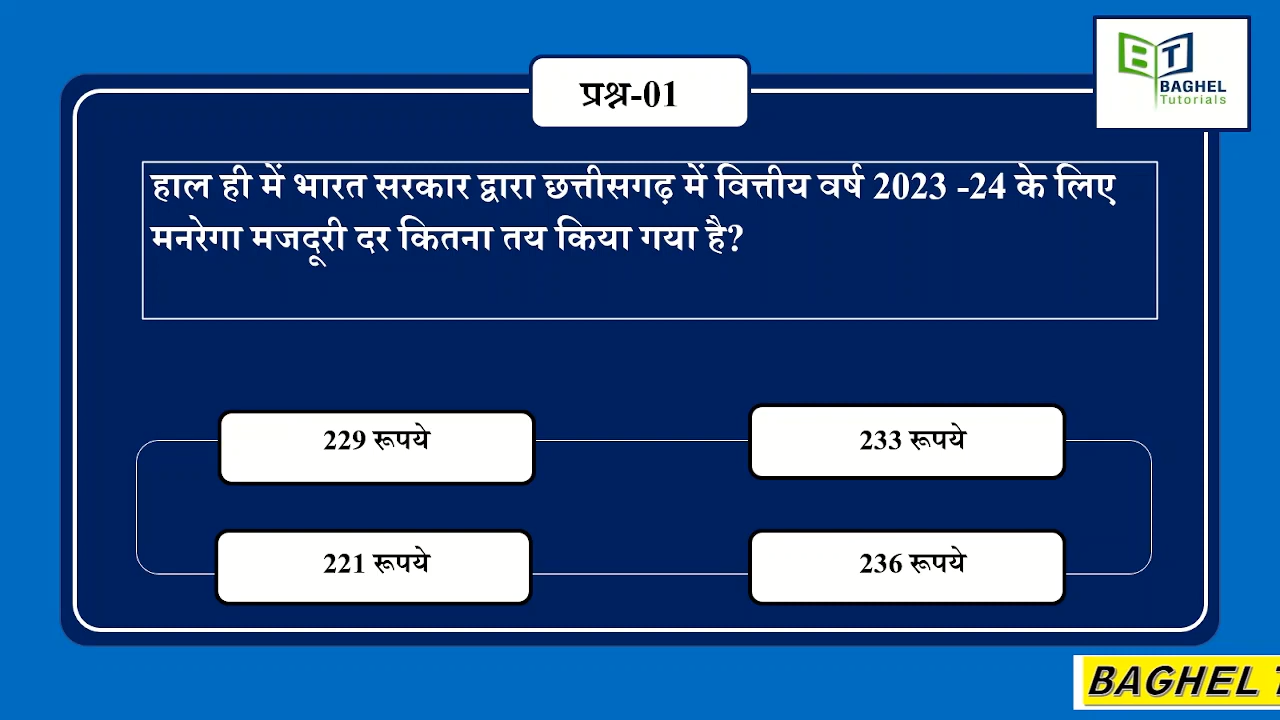 BT
BAGHEL
Tutorials
प्रश्न-01
हाल ही में भारत सरकार द्वारा छत्तीसगढ़ में वित्तीय वर्ष 2023 -24 के लिए
मनरेगा मजदूरी दर कितना तय किया गया है?
229 रूपये
233 रूपये
221 रूपये
236 रूपये
BAGHEL